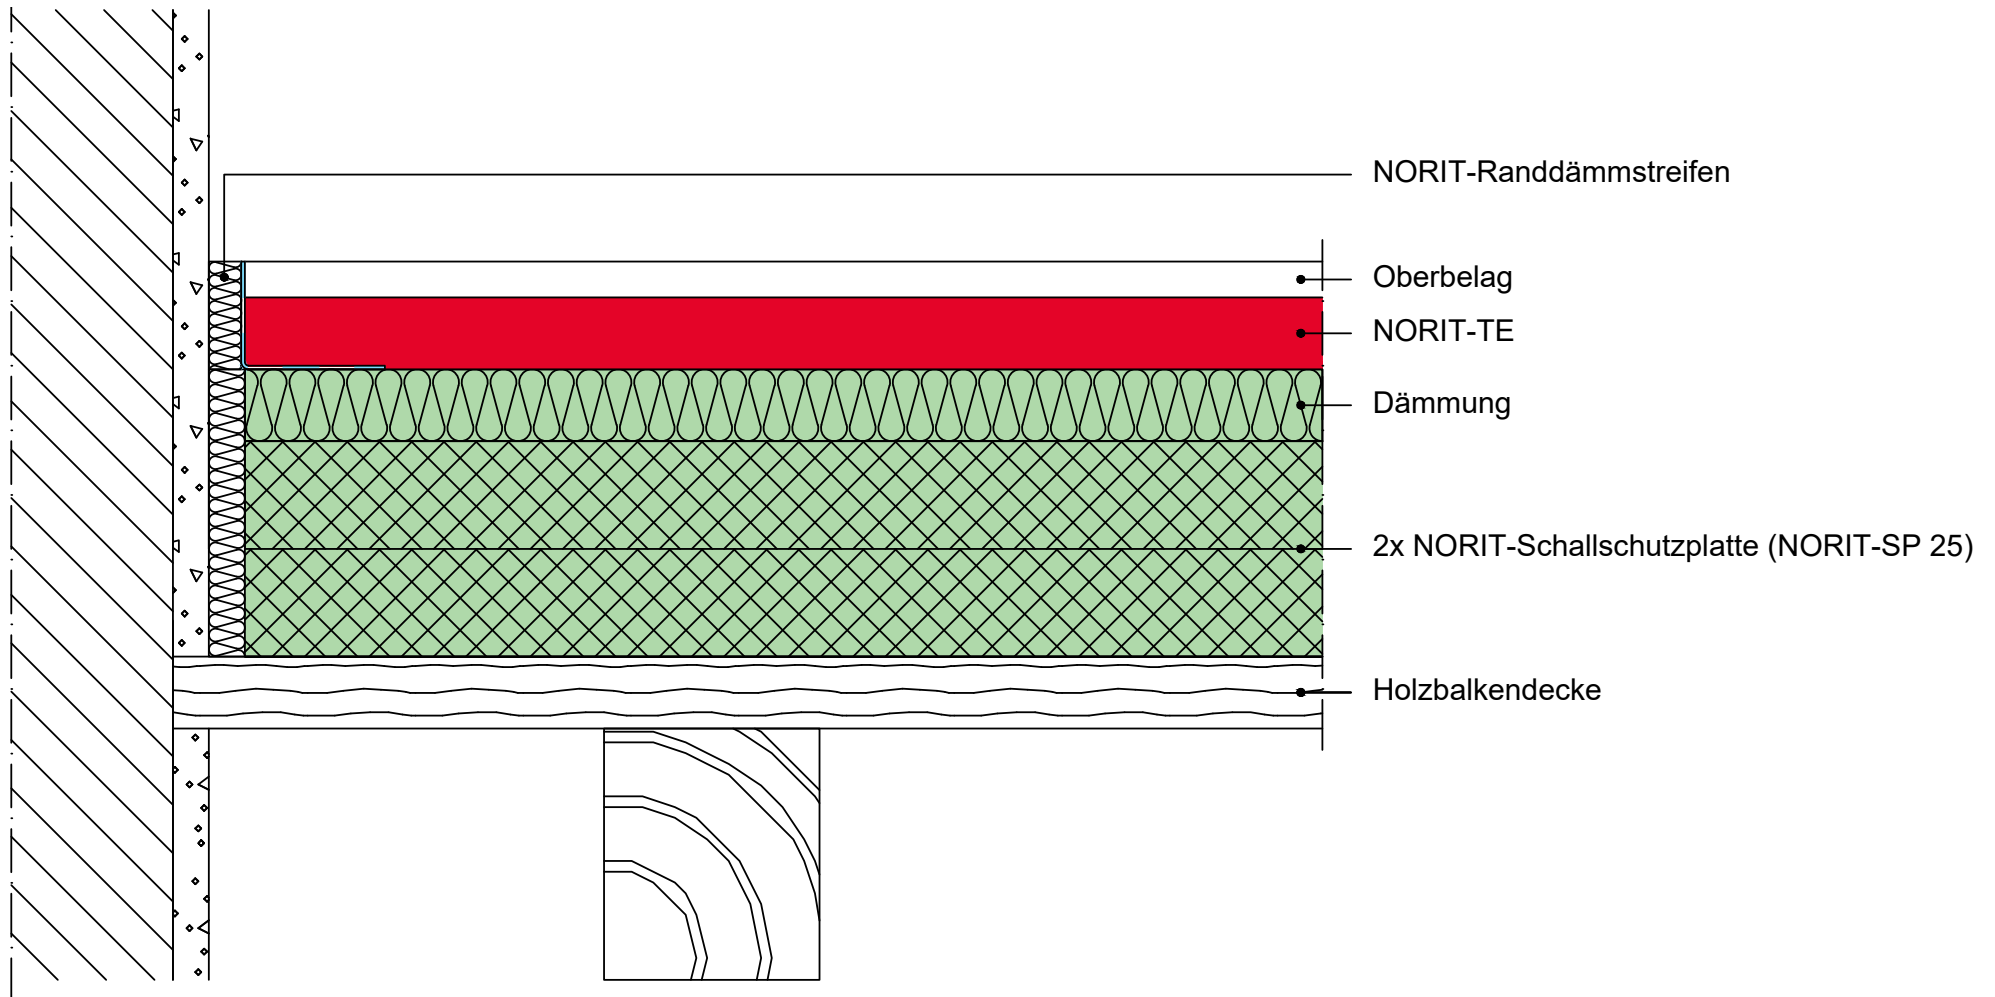 NORIT-Randdämmstreifen
Oberbelag
NORIT-TE
Dämmung
2x NORIT-Schallschutzplatte (NORIT-SP 25)
Holzbalkendecke